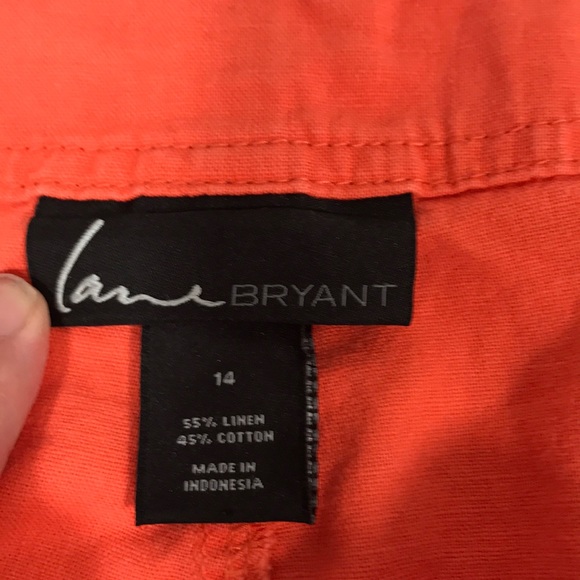 lane BRYANT
14
55% LINEN
45% COTTON
MADE IN
INDONESIA